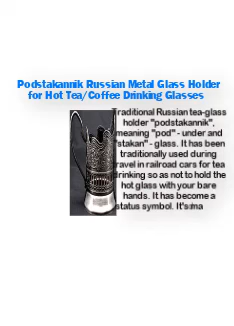 Podstakannik Russian Metal Glass Holder
for Hot Tea/Coffee Drinking Glasses
Traditional Russian tea-glass
holder "podstakannik",
meaning "pod" - under and
"stakan" - glass. It has been
traditionally used during
travel in railroad cars for tea
drinking so as not to hold the
hot glass with your bare
hands. It has become a
status symbol. It's